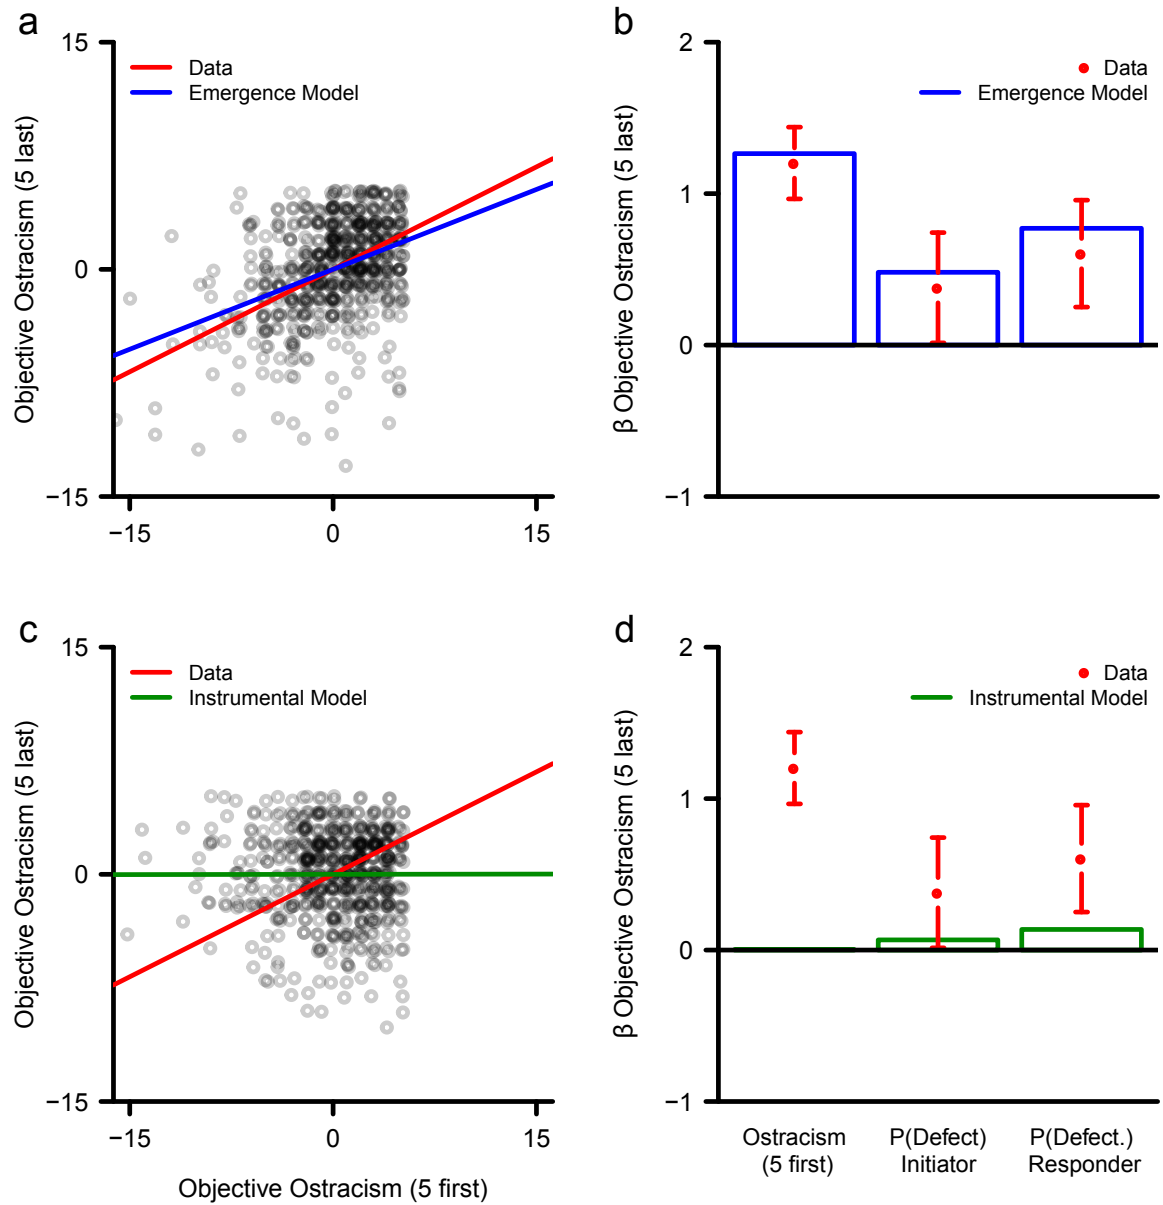 a
15
0
−15
Objective Ostracism (5 last)
Data
Emergence Model
−15
0
15
b
2
1
0
−1
β Objective Ostracism (5 last)
Data
Emergence Model
c
15
0
−15
Objective Ostracism (5 last)
Data
Instrumental Model
−15
0
15
Objective Ostracism (5 first)
d
2
1
0
−1
β Objective Ostracism (5 last)
Data
Instrumental Model
Ostracism
(5 first)
P(Defect)
Initiator
P(Defect.)
Responder